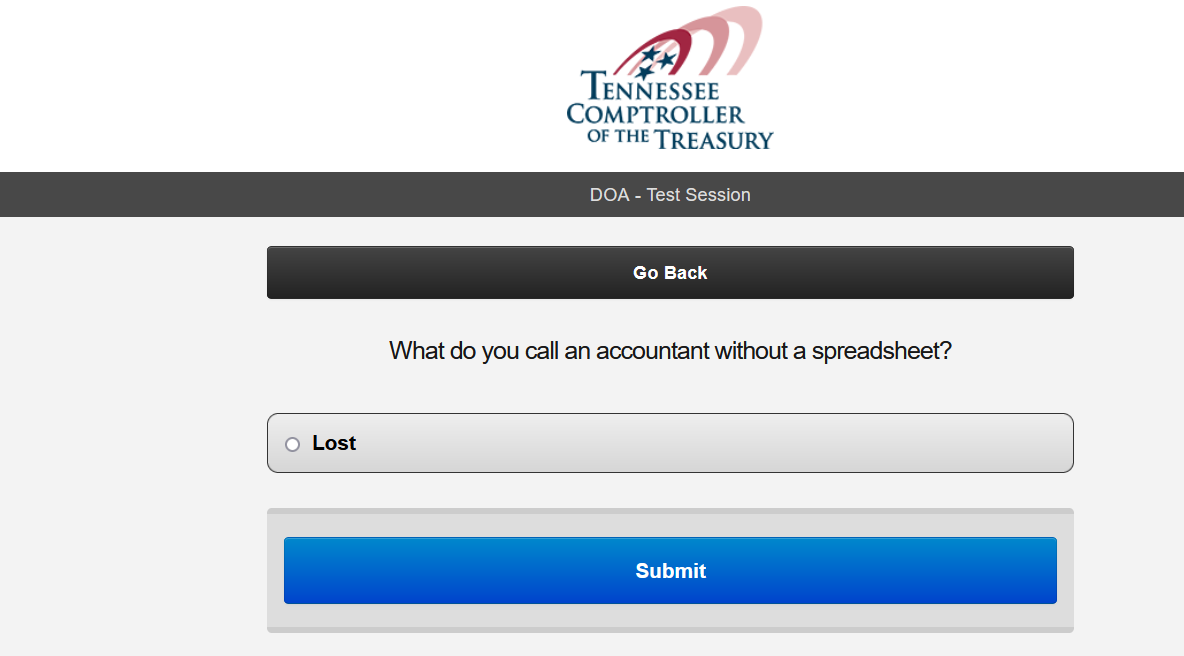 TENNESSEE
COMPTROLLER
OF THE TREASURY
DOA - Test Session
Go Back
What do you call an accountant without a spreadsheet?
Lost
Submit